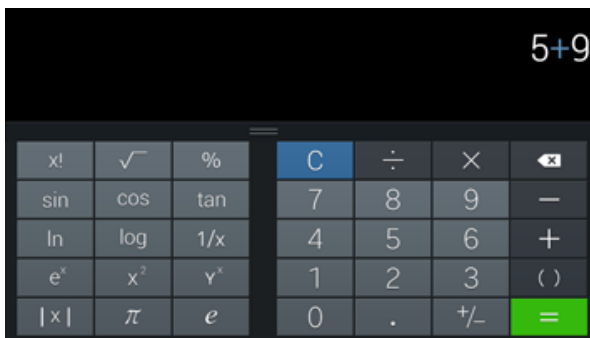 5+9
x! √ % C ÷ ×
sin cos tan 7 8 9 −
ln log 1/x 4 5 6 +
eˣ x² Yˣ 1 2 3 ( )
|x| π e 0 . +/− =